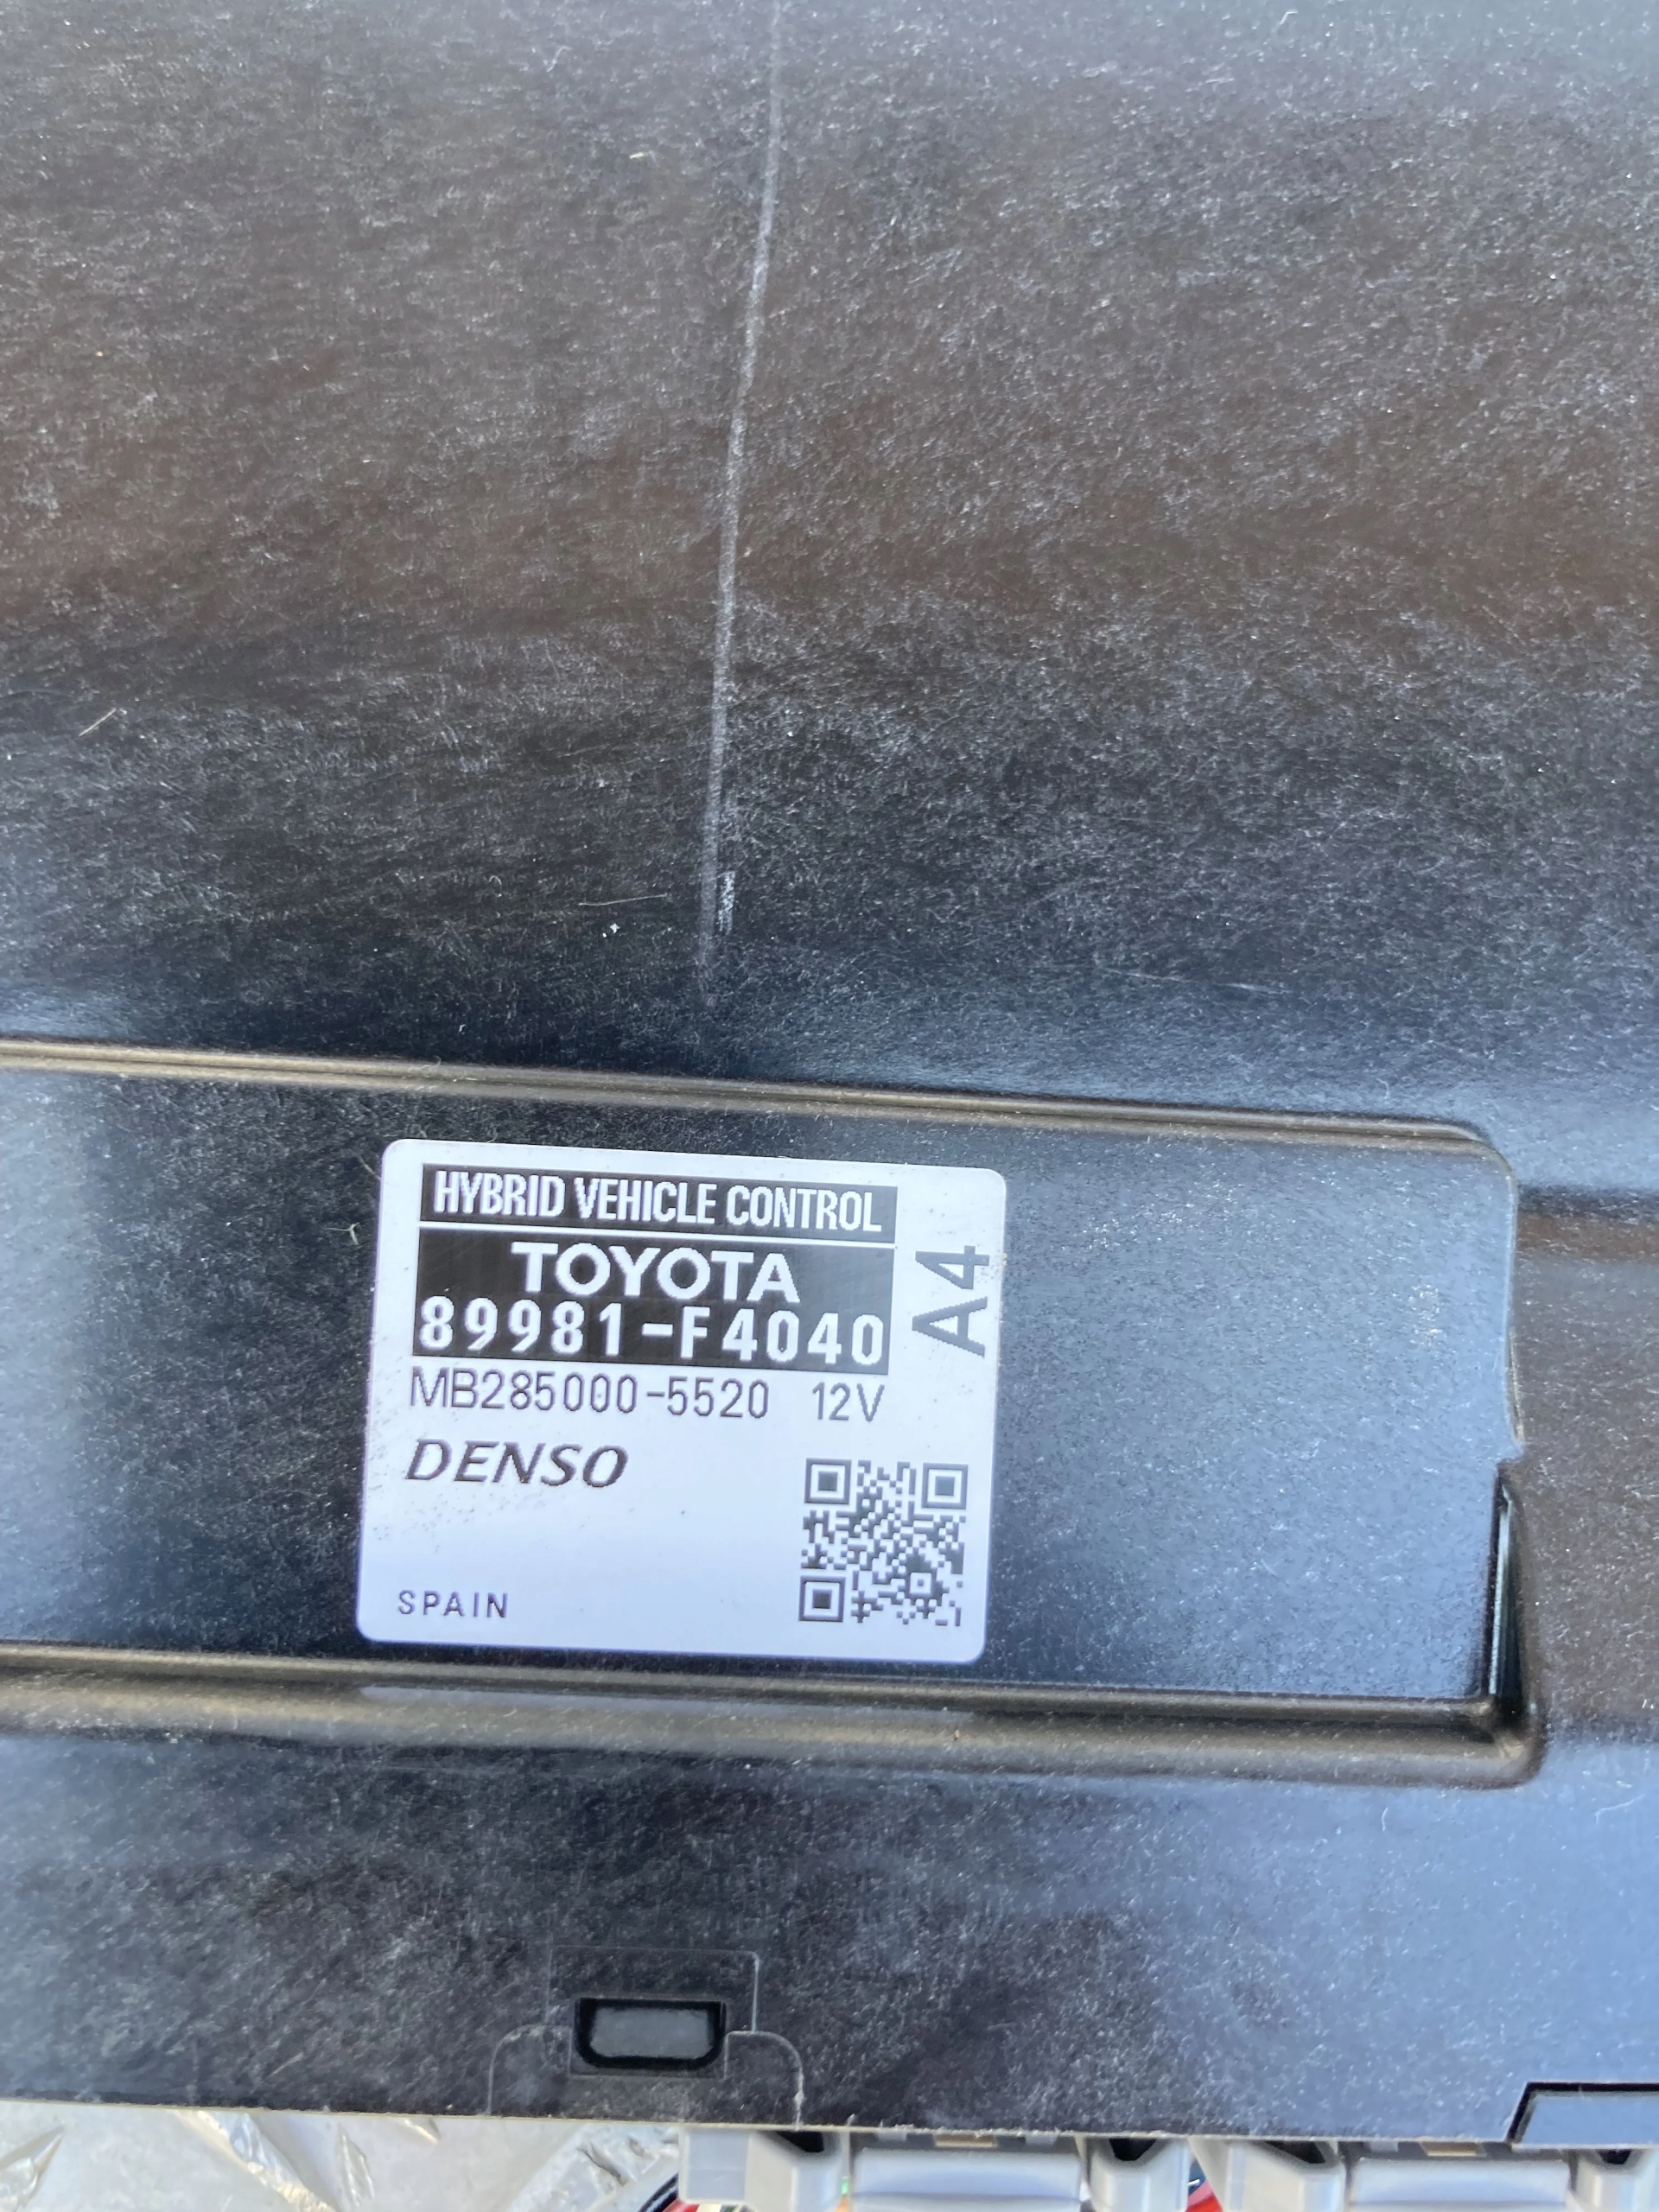 HYBRID VEHICLE CONTROL
TOYOTA
89981-F4040
A4
MB285000-5520 12V
DENSO
SPAIN